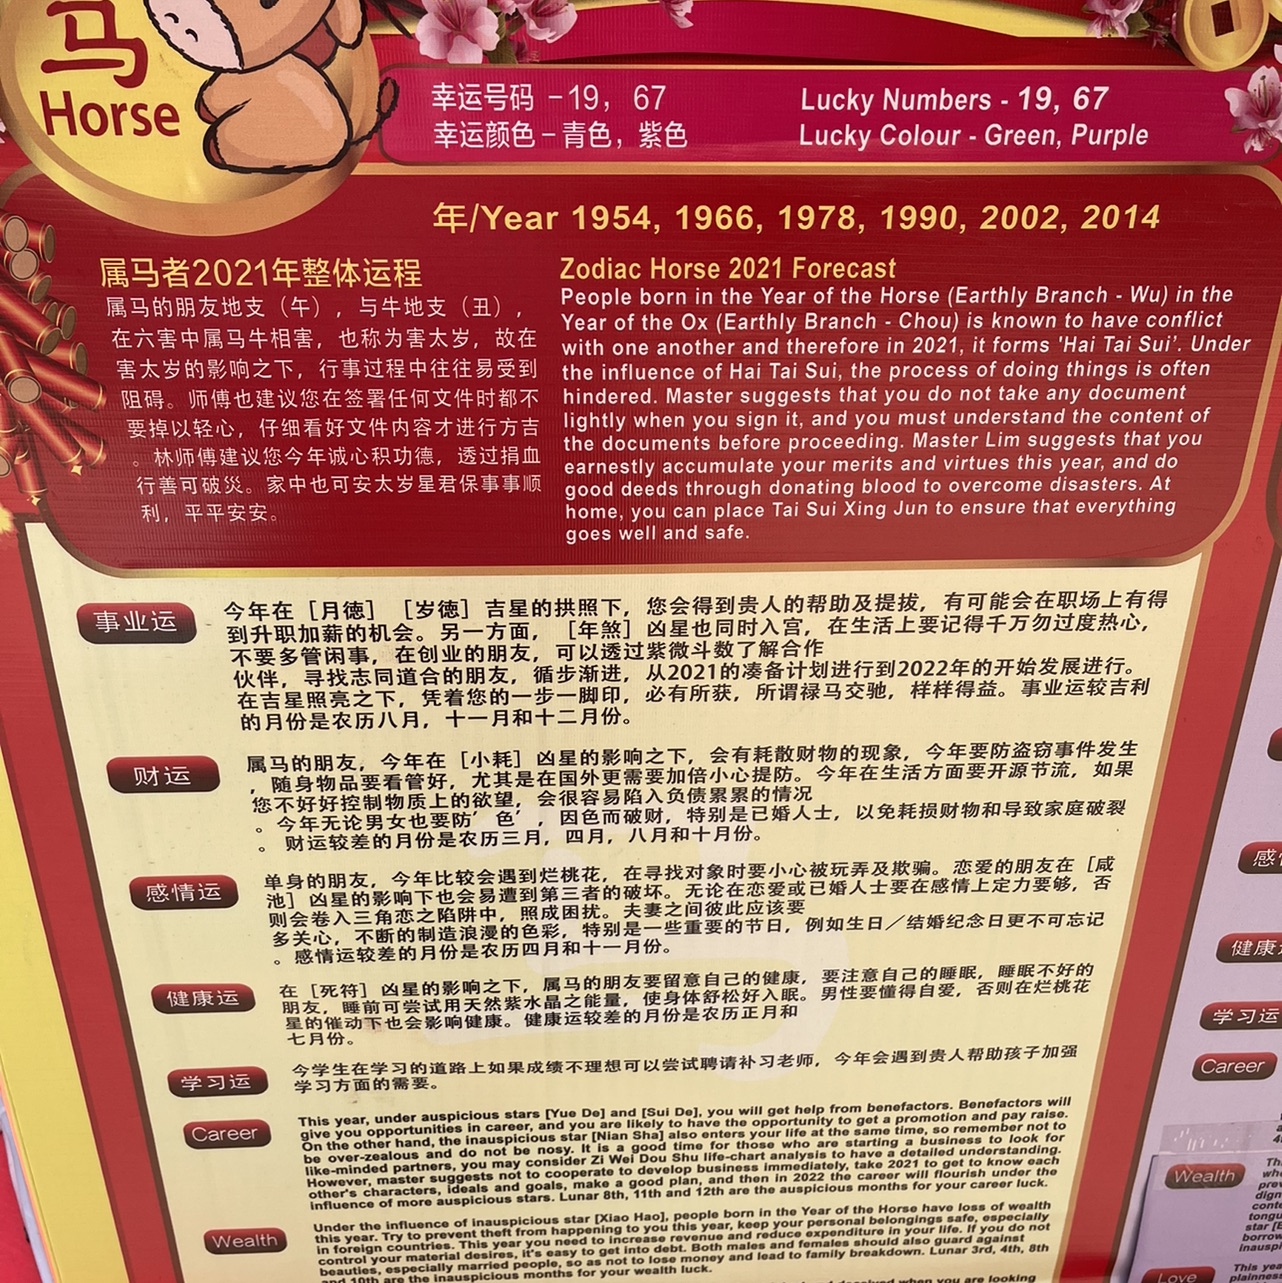 马
Horse
幸运号码 －19， 67
幸运颜色－青色，紫色
Lucky Numbers - 19, 67
Lucky Colour - Green, Purple
年/Year 1954, 1966, 1978, 1990, 2002, 2014
属马者2021年整体运程
属马的朋友地支（午），与牛地支（丑），
在六害中属马牛相害，也称为害太岁，故在
害太岁的影响之下，行事过程中往往易受到
阻碍。师傅也建议您在签署任何文件时都不
要掉以轻心，仔细看好文件内容才进行方吉
。林师傅建议您今年诚心积功德，透过捐血
行善可破災。家中也可安太岁星君保事事顺
利，平平安安。
Zodiac Horse 2021 Forecast
People born in the Year of the Horse (Earthly Branch - Wu) in the
Year of the Ox (Earthly Branch - Chou) is known to have conflict
with one another and therefore in 2021, it forms 'Hai Tai Sui'. Under
the influence of Hai Tai Sui, the process of doing things is often
hindered. Master suggests that you do not take any document
lightly when you sign it, and you must understand the content of
the documents before proceeding. Master Lim suggests that you
earnestly accumulate your merits and virtues this year, and do
good deeds through donating blood to overcome disasters. At
home, you can place Tai Sui Xing Jun to ensure that everything
goes well and safe.
事业运
今年在［月德］［岁德］吉星的拱照下，您会得到贵人的帮助及提拔，有可能会在职场上有得
到升职加薪的机会。另一方面，［年煞］凶星也同时入宫，在生活上要记得千万勿过度热心，
不要多管闲事，在创业的朋友，可以透过紫微斗数了解合作
伙伴，寻找志同道合的朋友，循步渐进，从2021的凑备计划进行到2022年的开始发展进行。
在吉星照亮之下，凭着您的一步一脚印，必有所获，所谓禄马交驰，样样得益。事业运较吉利
的月份是农历八月，十一月和十二月份。
财运
属马的朋友，今年在［小耗］凶星的影响之下，会有耗散财物的现象，今年要防盗窃事件发生
，随身物品要看管好，尤其是在国外更需要加倍小心提防。今年在生活方面要开源节流，如果
您不好好控制物质上的欲望，会很容易陷入负债累累的情况
。今年无论男女也要防’色’，因色而破财，特别是已婚人士，以免耗损财物和导致家庭破裂
。财运较差的月份是农历三月，四月，八月和十月份。
感情运
单身的朋友，今年比较会遇到烂桃花，在寻找对象时要小心被玩弄及欺骗。恋爱的朋友在［咸
池］凶星的影响下也会易遭到第三者的破坏。无论在恋爱或已婚人士要在感情上定力要够，否
则会卷入三角恋之陷阱中，照成困扰。夫妻之间彼此应该要
多关心，不断的制造浪漫的色彩，特别是一些重要的节日，例如生日／结婚纪念日更不可忘记
。感情运较差的月份是农历四月和十一月份。
健康运
在［死符］凶星的影响之下，属马的朋友要留意自己的健康，要注意自己的睡眠，睡眠不好的
朋友，睡前可尝试用天然紫水晶之能量，使身体舒松好入眠。男性要懂得自爱，否则在烂桃花
星的催动下也会影响健康。健康运较差的月份是农历正月和
七月份。
学习运
今学生在学习的道路上如果成绩不理想可以尝试聘请补习老师，今年会遇到贵人帮助孩子加强
学习方面的需要。
Career
This year, under auspicious stars [Yue De] and [Sui De], you will get help from benefactors. Benefactors will
give you opportunities in career, and you are likely to have the opportunity to get a promotion and pay raise.
On the other hand, the inauspicious star [Nian Sha] also enters your life at the same time, so remember not to
be over-zealous and do not be nosy. It is a good time for those who are starting a business to look for
like-minded partners, you may consider Zi Wei Dou Shu life-chart analysis to have a detailed understanding.
However, master suggests not to cooperate to develop business immediately, take 2021 to get to know each
other's characters, ideals and goals, make a good plan, and then in 2022 the career will flourish under the
influence of more auspicious stars. Lunar 8th, 11th and 12th are the auspicious months for your career luck.
Wealth
Under the influence of inauspicious star [Xiao Hao], people born in the Year of the Horse have loss of wealth
this year. Try to prevent theft from happening to you this year, keep your personal belongings safe, especially
in foreign countries. This year you need to increase revenue and reduce expenditure in your life. If you do not
control your material desires, it's easy to get into debt. Both males and females should also guard against
beauties, especially married people, so as not to lose money and lead to family breakdown. Lunar 3rd, 4th, 8th
and 10th are the inauspicious months for your wealth luck.
when you are looking
感情
健康
学习运
Career
Wealth
Love